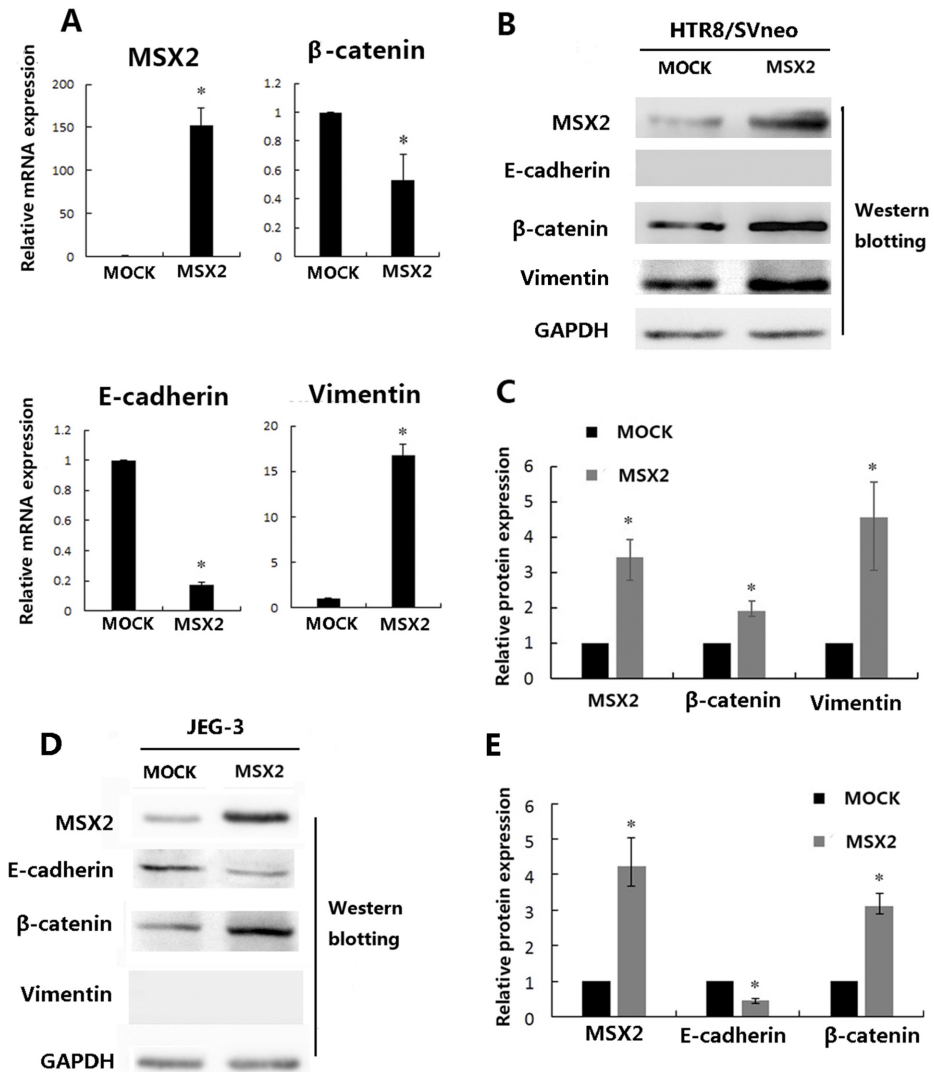 A
MSX2
β-catenin
Relative mRNA expression
200
150
100
50
0
*
MOCK MSX2
1.2
1
0.8
0.6
0.4
0.2
0
*
MOCK MSX2
E-cadherin
Vimentin
Relative mRNA expression
1.2
1
0.8
0.6
0.4
0.2
0
*
MOCK MSX2
20
15
10
5
0
*
MOCK MSX2
B
HTR8/SVneo
MOCK MSX2
MSX2
E-cadherin
β-catenin
Vimentin
GAPDH
Western
blotting
C
MOCK
MSX2
Relative protein expression
6
5
4
3
2
1
0
*
*
*
MSX2 β-catenin Vimentin
D
JEG-3
MOCK MSX2
MSX2
E-cadherin
β-catenin
Vimentin
GAPDH
Western
blotting
E
MOCK
MSX2
Relative protein expression
6
5
4
3
2
1
0
*
*
*
MSX2 E-cadherin β-catenin